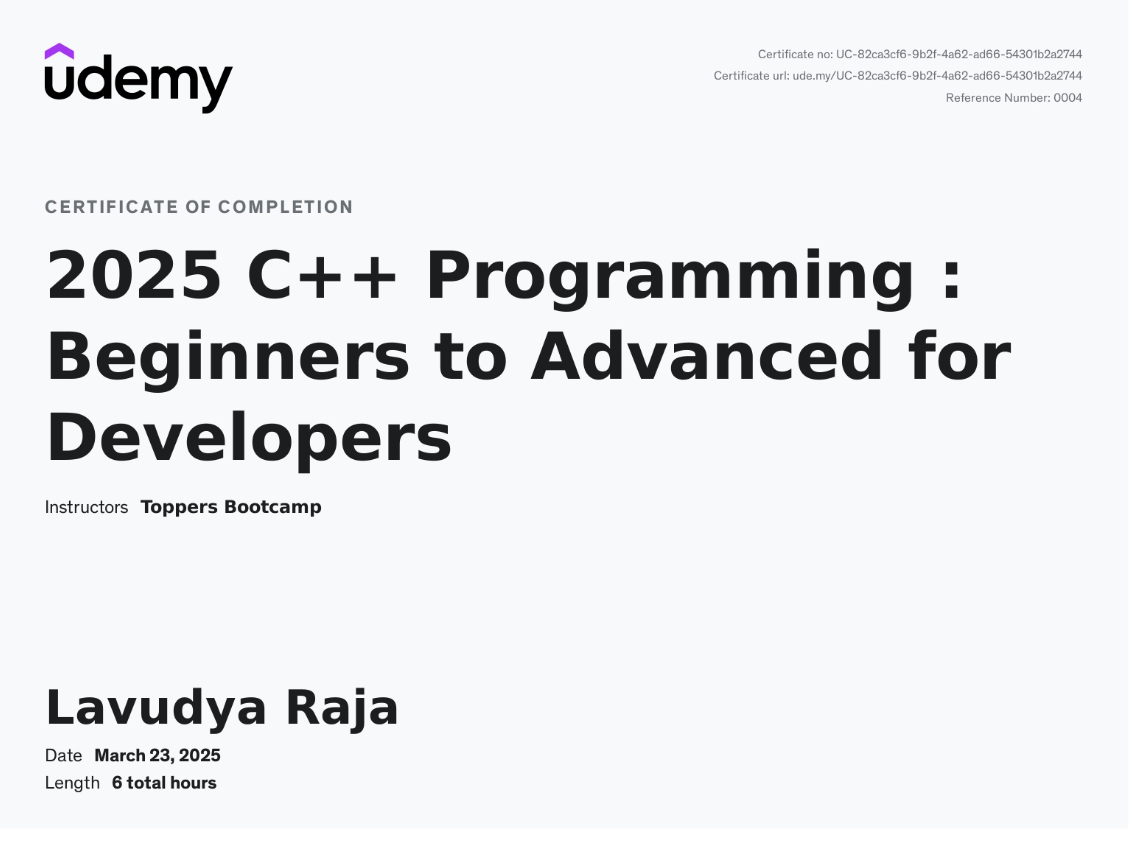 udemy
Certificate no: UC-82ca3cf6-9b2f-4a62-ad66-54301b2a2744
Certificate url: ude.my/UC-82ca3cf6-9b2f-4a62-ad66-54301b2a2744
Reference Number: 0004
CERTIFICATE OF COMPLETION
2025 C++ Programming :
Beginners to Advanced for
Developers
Instructors Toppers Bootcamp
Lavudya Raja
Date March 23, 2025
Length 6 total hours